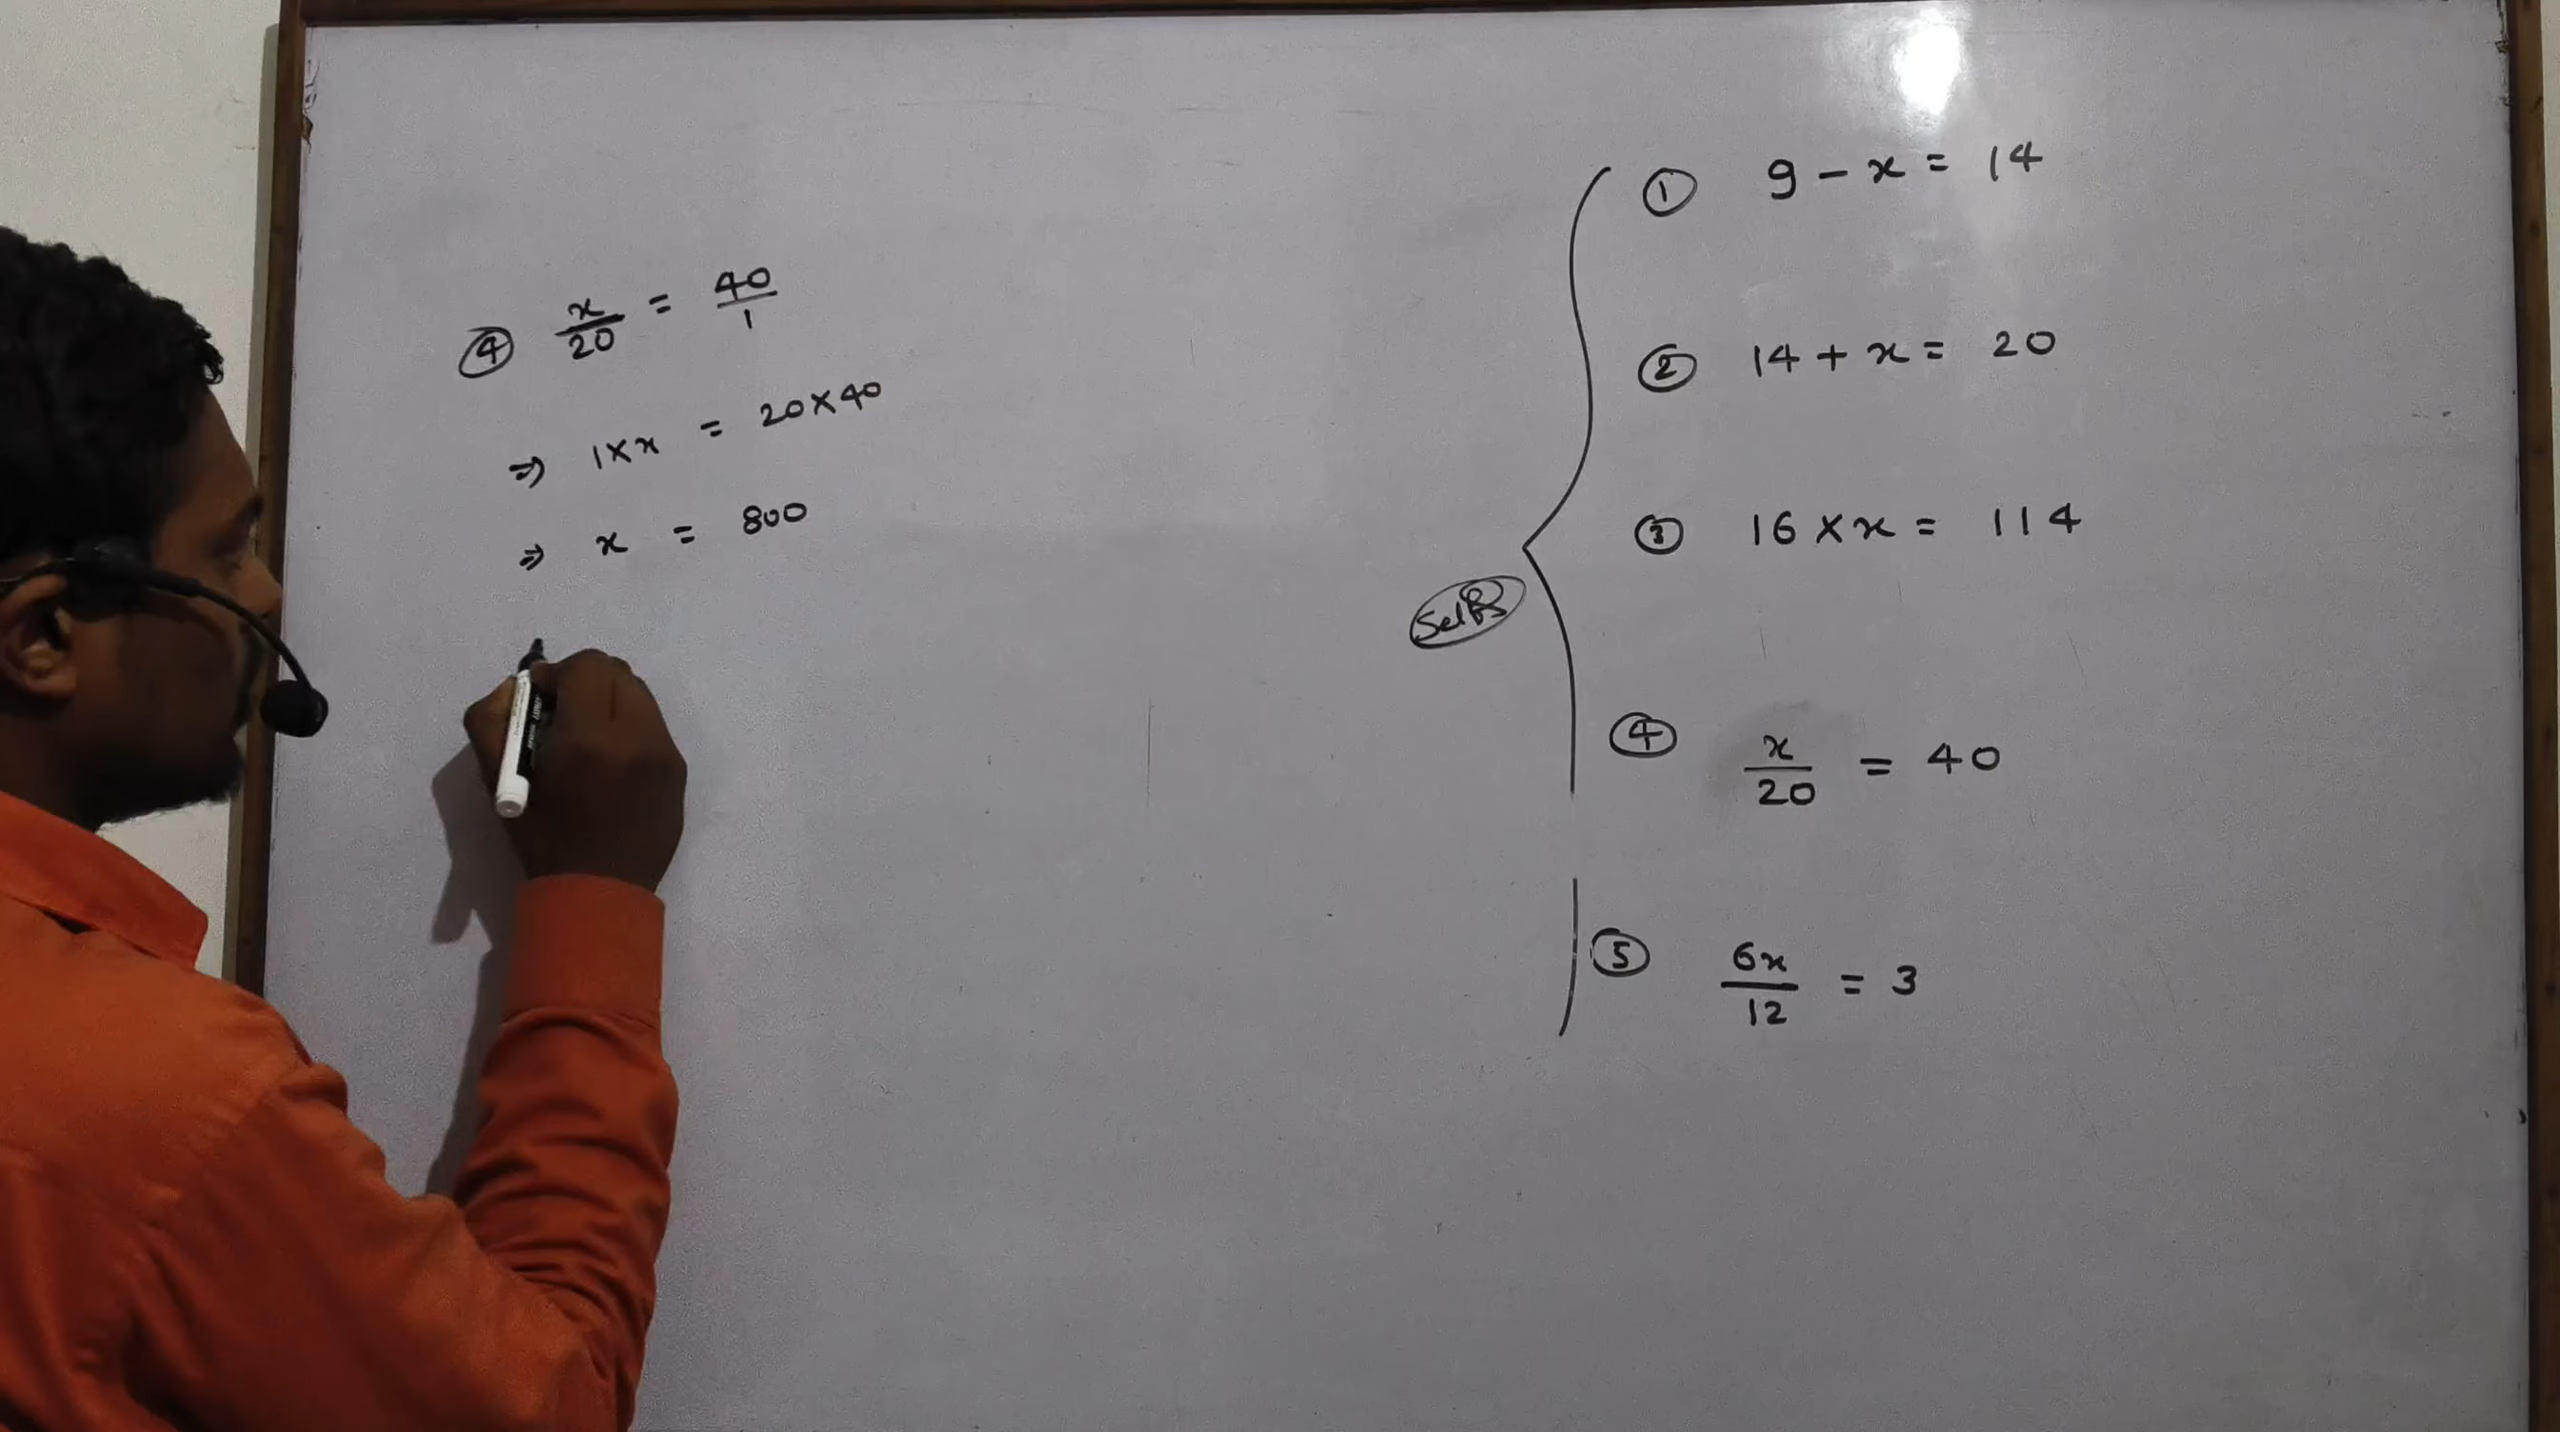 ④ x/20 = 40/1
⇒ 1×x = 20×40
⇒ x = 800
① 9 - x = 14
② 14 + x = 20
③ 16 × x = 114
④ x/20 = 40
⑤ 6x/12 = 3